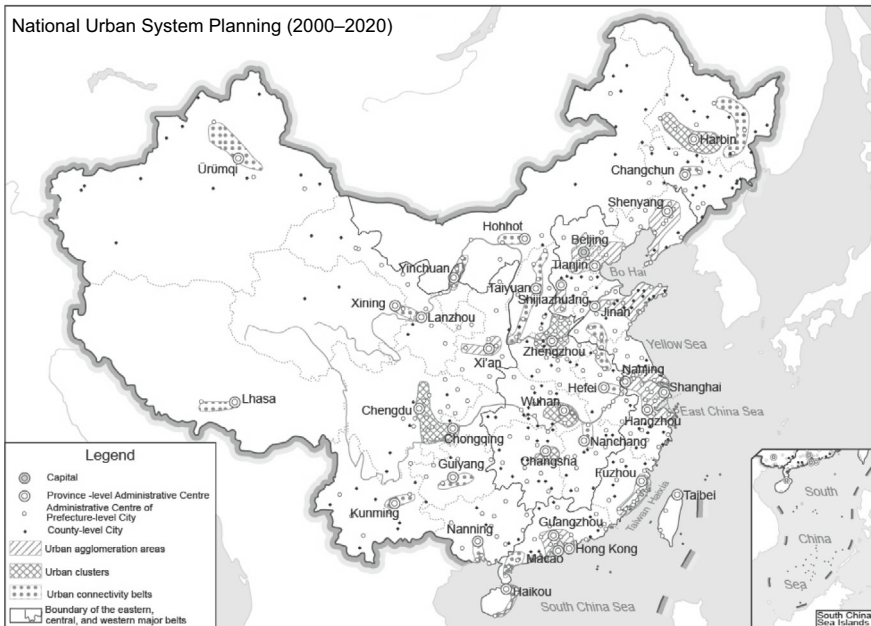 National Urban System Planning (2000–2020)
Harbin
Ürümqi
Changchun
Shenyang
Hohhot
Beijing
Tianjin
Bo Hai
Yinchuan
Taiyuan
Shijiazhuang
Xining
Lanzhou
Jinan
Zhengzhou
Yellow Sea
Xi'an
Nanjing
Hefei
Shanghai
Lhasa
Chengdu
Wuhan
Hangzhou
East China Sea
Chongqing
Nanchang
Changsha
Guiyang
Fuzhou
Taibei
Taiwan Haixia
Kunming
Nanning
Guangzhou
Hong Kong
Macao
Haikou
South China Sea
Legend
Capital
Province -level Administrative Centre
Administrative Centre of
Prefecture-level City
County-level City
Urban agglomeration areas
Urban clusters
Urban connectivity belts
Boundary of the eastern,
central, and western major belts
South
China
Sea
South China
Sea Islands